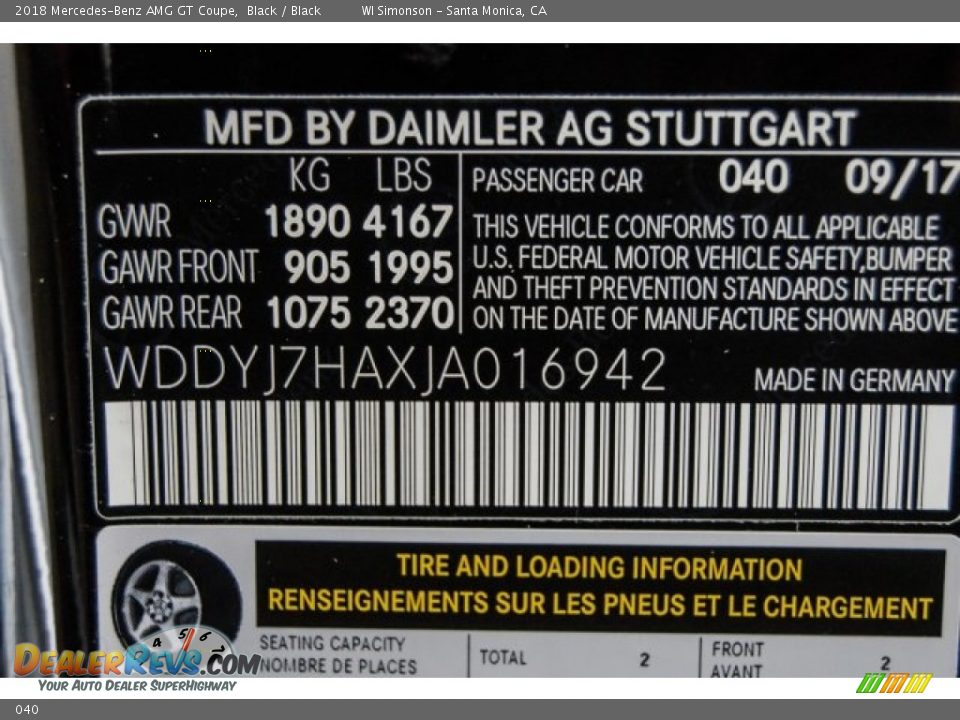 2018 Mercedes-Benz AMG GT Coupe, Black / Black WI Simonson - Santa Monica, CA
MFD BY DAIMLER AG STUTTGART
KG LBS
GVWR 1890 4167
GAWR FRONT 905 1995
GAWR REAR 1075 2370
PASSENGER CAR 040 09/17
THIS VEHICLE CONFORMS TO ALL APPLICABLE
U.S. FEDERAL MOTOR VEHICLE SAFETY,BUMPER
AND THEFT PREVENTION STANDARDS IN EFFECT
ON THE DATE OF MANUFACTURE SHOWN ABOVE
WDDYJ7HAXJA016942
MADE IN GERMANY
TIRE AND LOADING INFORMATION
RENSEIGNEMENTS SUR LES PNEUS ET LE CHARGEMENT
SEATING CAPACITY
NOMBRE DE PLACES
TOTAL 2
FRONT
AVANT 2
4 5 6 7
DEALERREVS.COM
YOUR AUTO DEALER SUPERHIGHWAY
040